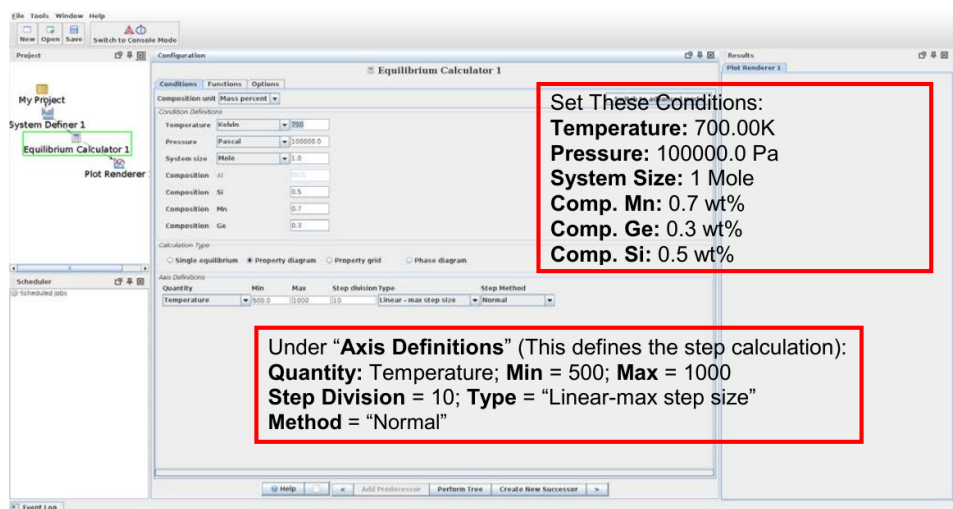 File Tools Window Help
New Open Save Switch to Console Mode
Project
Configuration
Results
Plot Renderer 1
Equilibrium Calculator 1
My Project
System Definer 1
Equilibrium Calculator 1
Plot Renderer
Conditions Functions Options
Composition unit Mass percent
Condition Definitions
Temperature Kelvin 700
Pressure Pascal 100000.0
System size Mole 1.0
Composition Al
Composition Si 0.5
Composition Mn 0.7
Composition Ge 0.3
Calculation Type
Single equilibrium Property diagram Property grid Phase diagram
Scheduler
Scheduled Jobs
Axis Definitions
Quantity Min Max Step division Type Step Method
Temperature 500.0 1000 10 Linear - max step size Normal
Set These Conditions:
Temperature: 700.00K
Pressure: 100000.0 Pa
System Size: 1 Mole
Comp. Mn: 0.7 wt%
Comp. Ge: 0.3 wt%
Comp. Si: 0.5 wt%
Under “Axis Definitions” (This defines the step calculation):
Quantity: Temperature; Min = 500; Max = 1000
Step Division = 10; Type = “Linear-max step size”
Method = “Normal”
Help < Add Predecessor Perform Tree Create New Successor >
Event Log